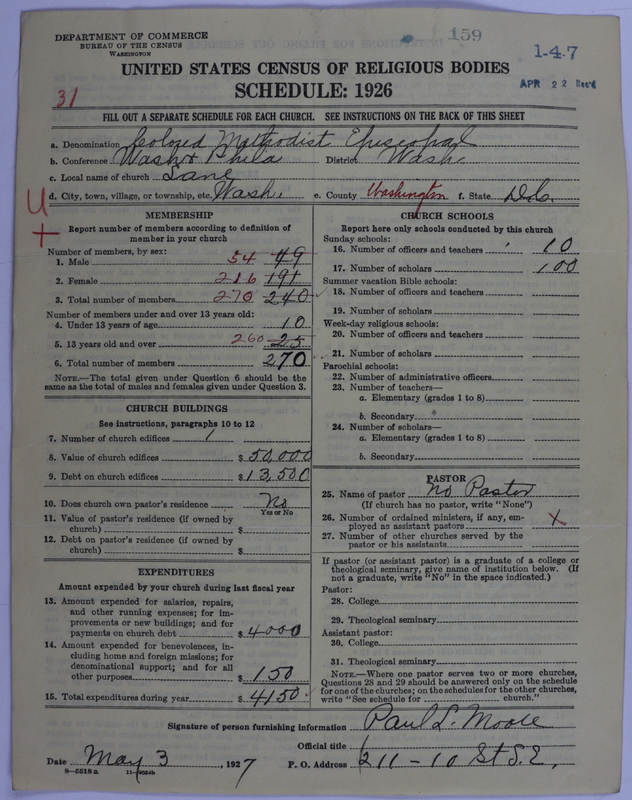 DEPARTMENT OF COMMERCE
BUREAU OF THE CENSUS
WASHINGTON
159
1-4-7
APR 22 Rec'd
UNITED STATES CENSUS OF RELIGIOUS BODIES
SCHEDULE: 1926
31
FILL OUT A SEPARATE SCHEDULE FOR EACH CHURCH. SEE INSTRUCTIONS ON THE BACK OF THIS SHEET
a. Denomination Colored Methodist Episcopal
b. Conference Wash & Phila District Wash.
c. Local name of church Lane
d. City, town, village, or township, etc. Wash. e. County Washington f. State D.C.
U
+
MEMBERSHIP
Report number of members according to definition of
member in your church
Number of members, by sex:
1. Male 54 49
2. Female 216 191
3. Total number of members 270 240
Number of members under and over 13 years old:
4. Under 13 years of age 10
5. 13 years old and over 260 25
6. Total number of members 270
NOTE.—The total given under Question 6 should be the
same as the total of males and females given under Question 3.
CHURCH BUILDINGS
See instructions, paragraphs 10 to 12
7. Number of church edifices 1
8. Value of church edifices $ 50,000
9. Debt on church edifices $ 13,500
10. Does church own pastor's residence No
Yes or No
11. Value of pastor's residence (if owned by
church) $
12. Debt on pastor's residence (if owned by
church) $
EXPENDITURES
Amount expended by your church during last fiscal year
13. Amount expended for salaries, repairs,
and other running expenses; for im-
provements or new buildings; and for
payments on church debt $ 4000
14. Amount expended for benevolences, in-
cluding home and foreign missions; for
denominational support; and for all
other purposes $ 150
15. Total expenditures during year $ 4150
CHURCH SCHOOLS
Report here only schools conducted by this church
Sunday schools:
16. Number of officers and teachers 10
17. Number of scholars 100
Summer vacation Bible schools:
18. Number of officers and teachers
19. Number of scholars
Week-day religious schools:
20. Number of officers and teachers
21. Number of scholars
Parochial schools:
22. Number of administrative officers
23. Number of teachers—
a. Elementary (grades 1 to 8)
b. Secondary
24. Number of scholars—
a. Elementary (grades 1 to 8)
b. Secondary
PASTOR
25. Name of pastor No Pastor
(If church has no pastor, write "None")
26. Number of ordained ministers, if any, em-
ployed as assistant pastors X
27. Number of other churches served by the
pastor or his assistants
If pastor (or assistant pastor) is a graduate of a college or
theological seminary, give name of institution below. (If
not a graduate, write "No" in the space indicated.)
Pastor:
28. College
29. Theological seminary
Assistant pastor:
30. College
31. Theological seminary
NOTE.—Where one pastor serves two or more churches,
Questions 28 and 29 should be answered only on the schedule
for one of the churches; on the schedules for the other churches,
write "See schedule for church."
Signature of person furnishing information Paul L. Moore
Official title
Date May 3, 1927 P. O. Address 211-10 St S.E.
8—5518a